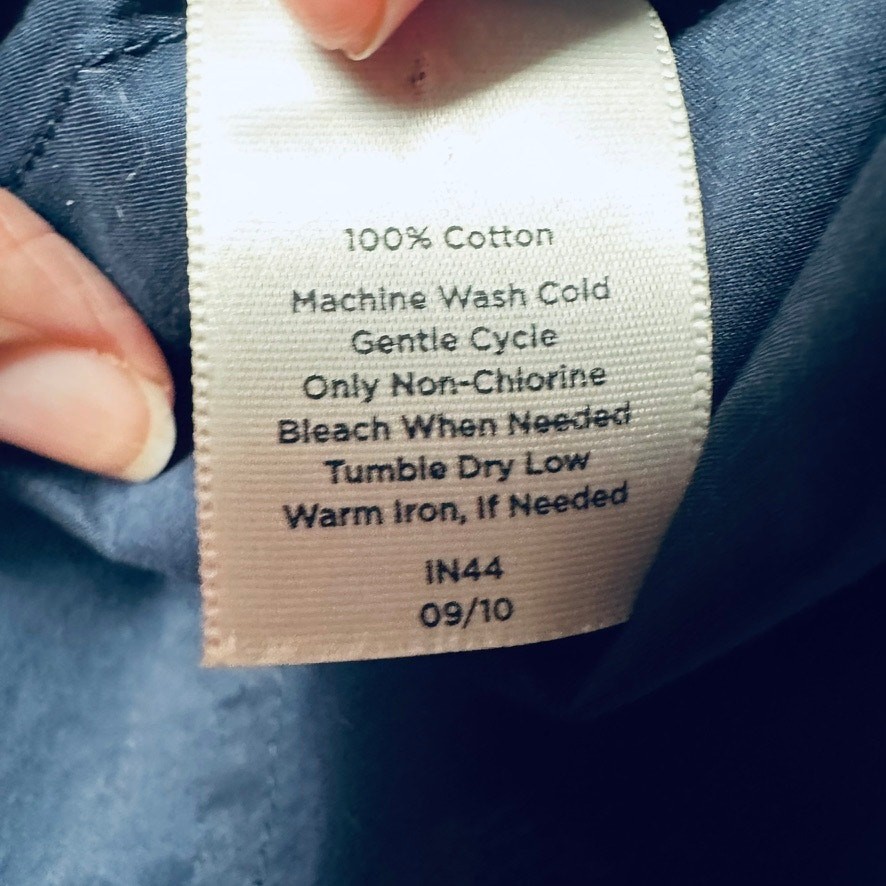 100% Cotton
Machine Wash Cold
Gentle Cycle
Only Non-Chlorine
Bleach When Needed
Tumble Dry Low
Warm Iron, If Needed
IN44
09/10